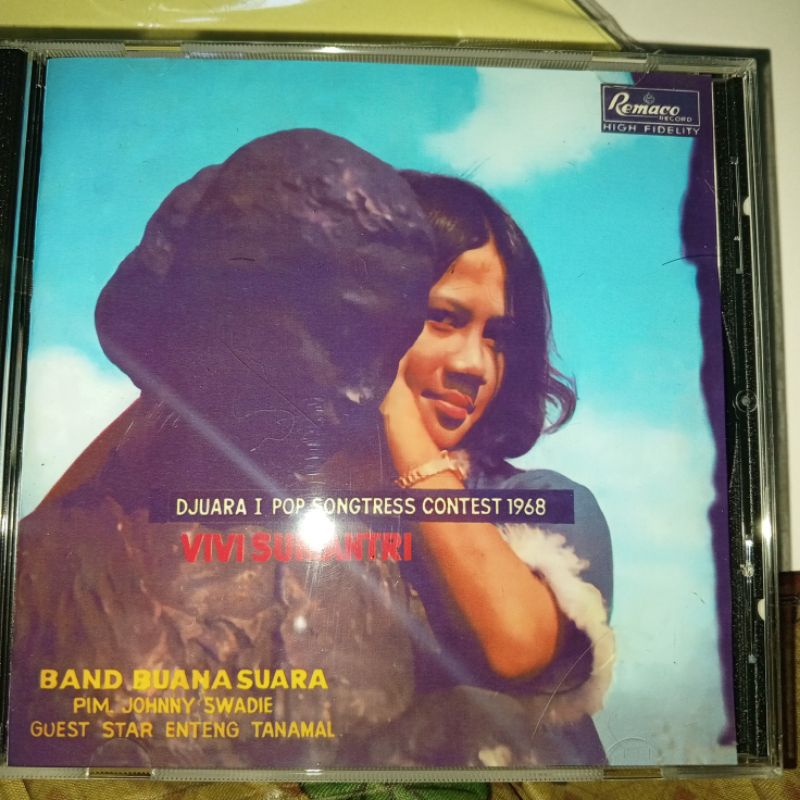 Remaco
RECORD
HIGH FIDELITY
DJUARA I POP SONGTRESS CONTEST 1968
VIVI SUMANTRI
BAND BUANA SUARA
PIM. JOHNNY SWADIE
GUEST STAR ENTENG TANAMAL